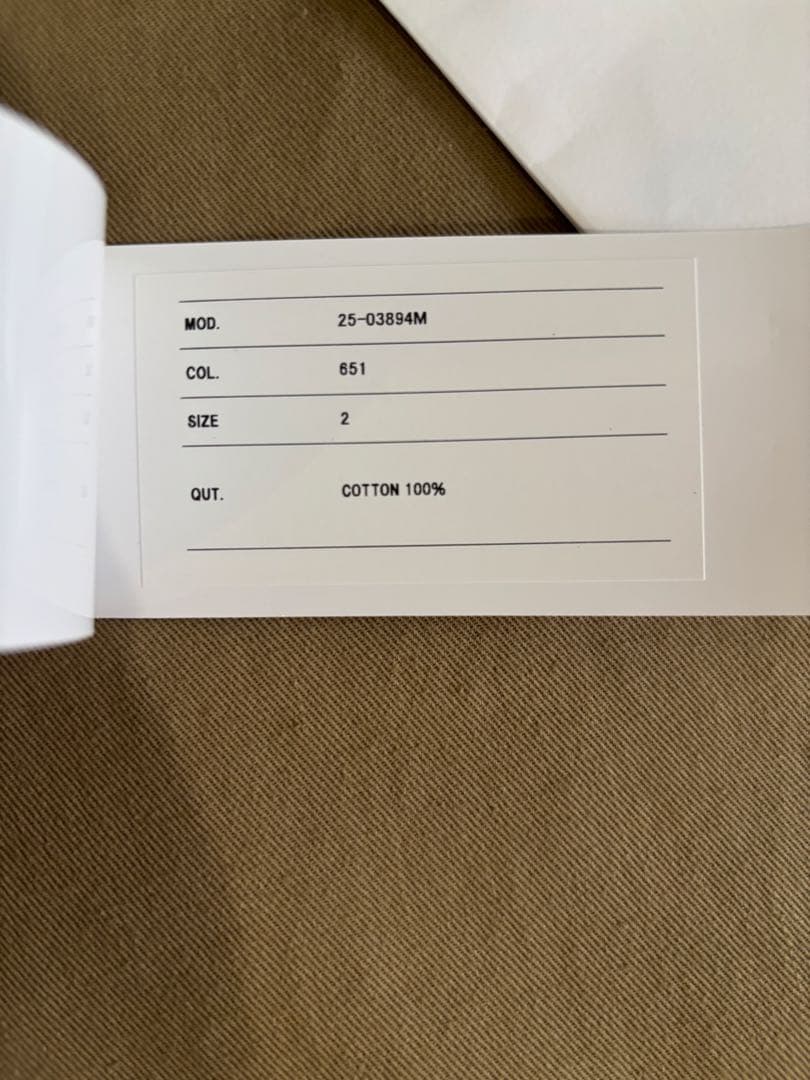 MOD. 25-03894M
COL. 651
SIZE 2
QUT. COTTON 100%